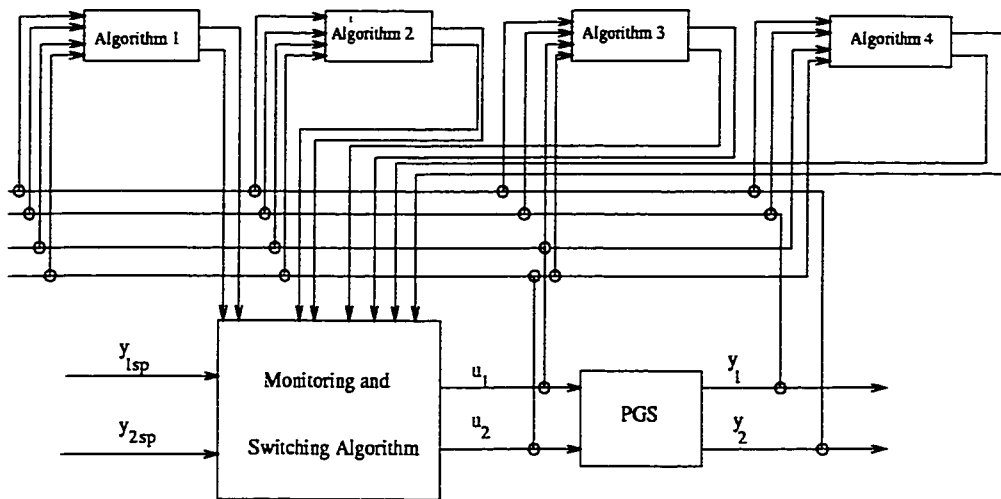 Algorithm 1
Algorithm 2
Algorithm 3
Algorithm 4
y1sp
y2sp
Monitoring and
Switching Algorithm
u1
u2
PGS
y1
y2